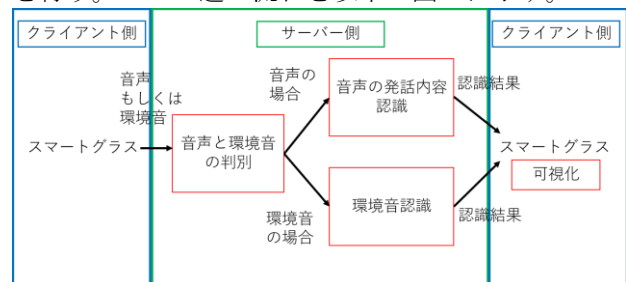 クライアント側
サーバー側
クライアント側
音声
もしくは
環境音
音声の
場合
音声の発話内容
認識
認識結果
スマートグラス
音声と環境音
の判別
スマートグラス
可視化
環境音
の場合
環境音認識
認識結果